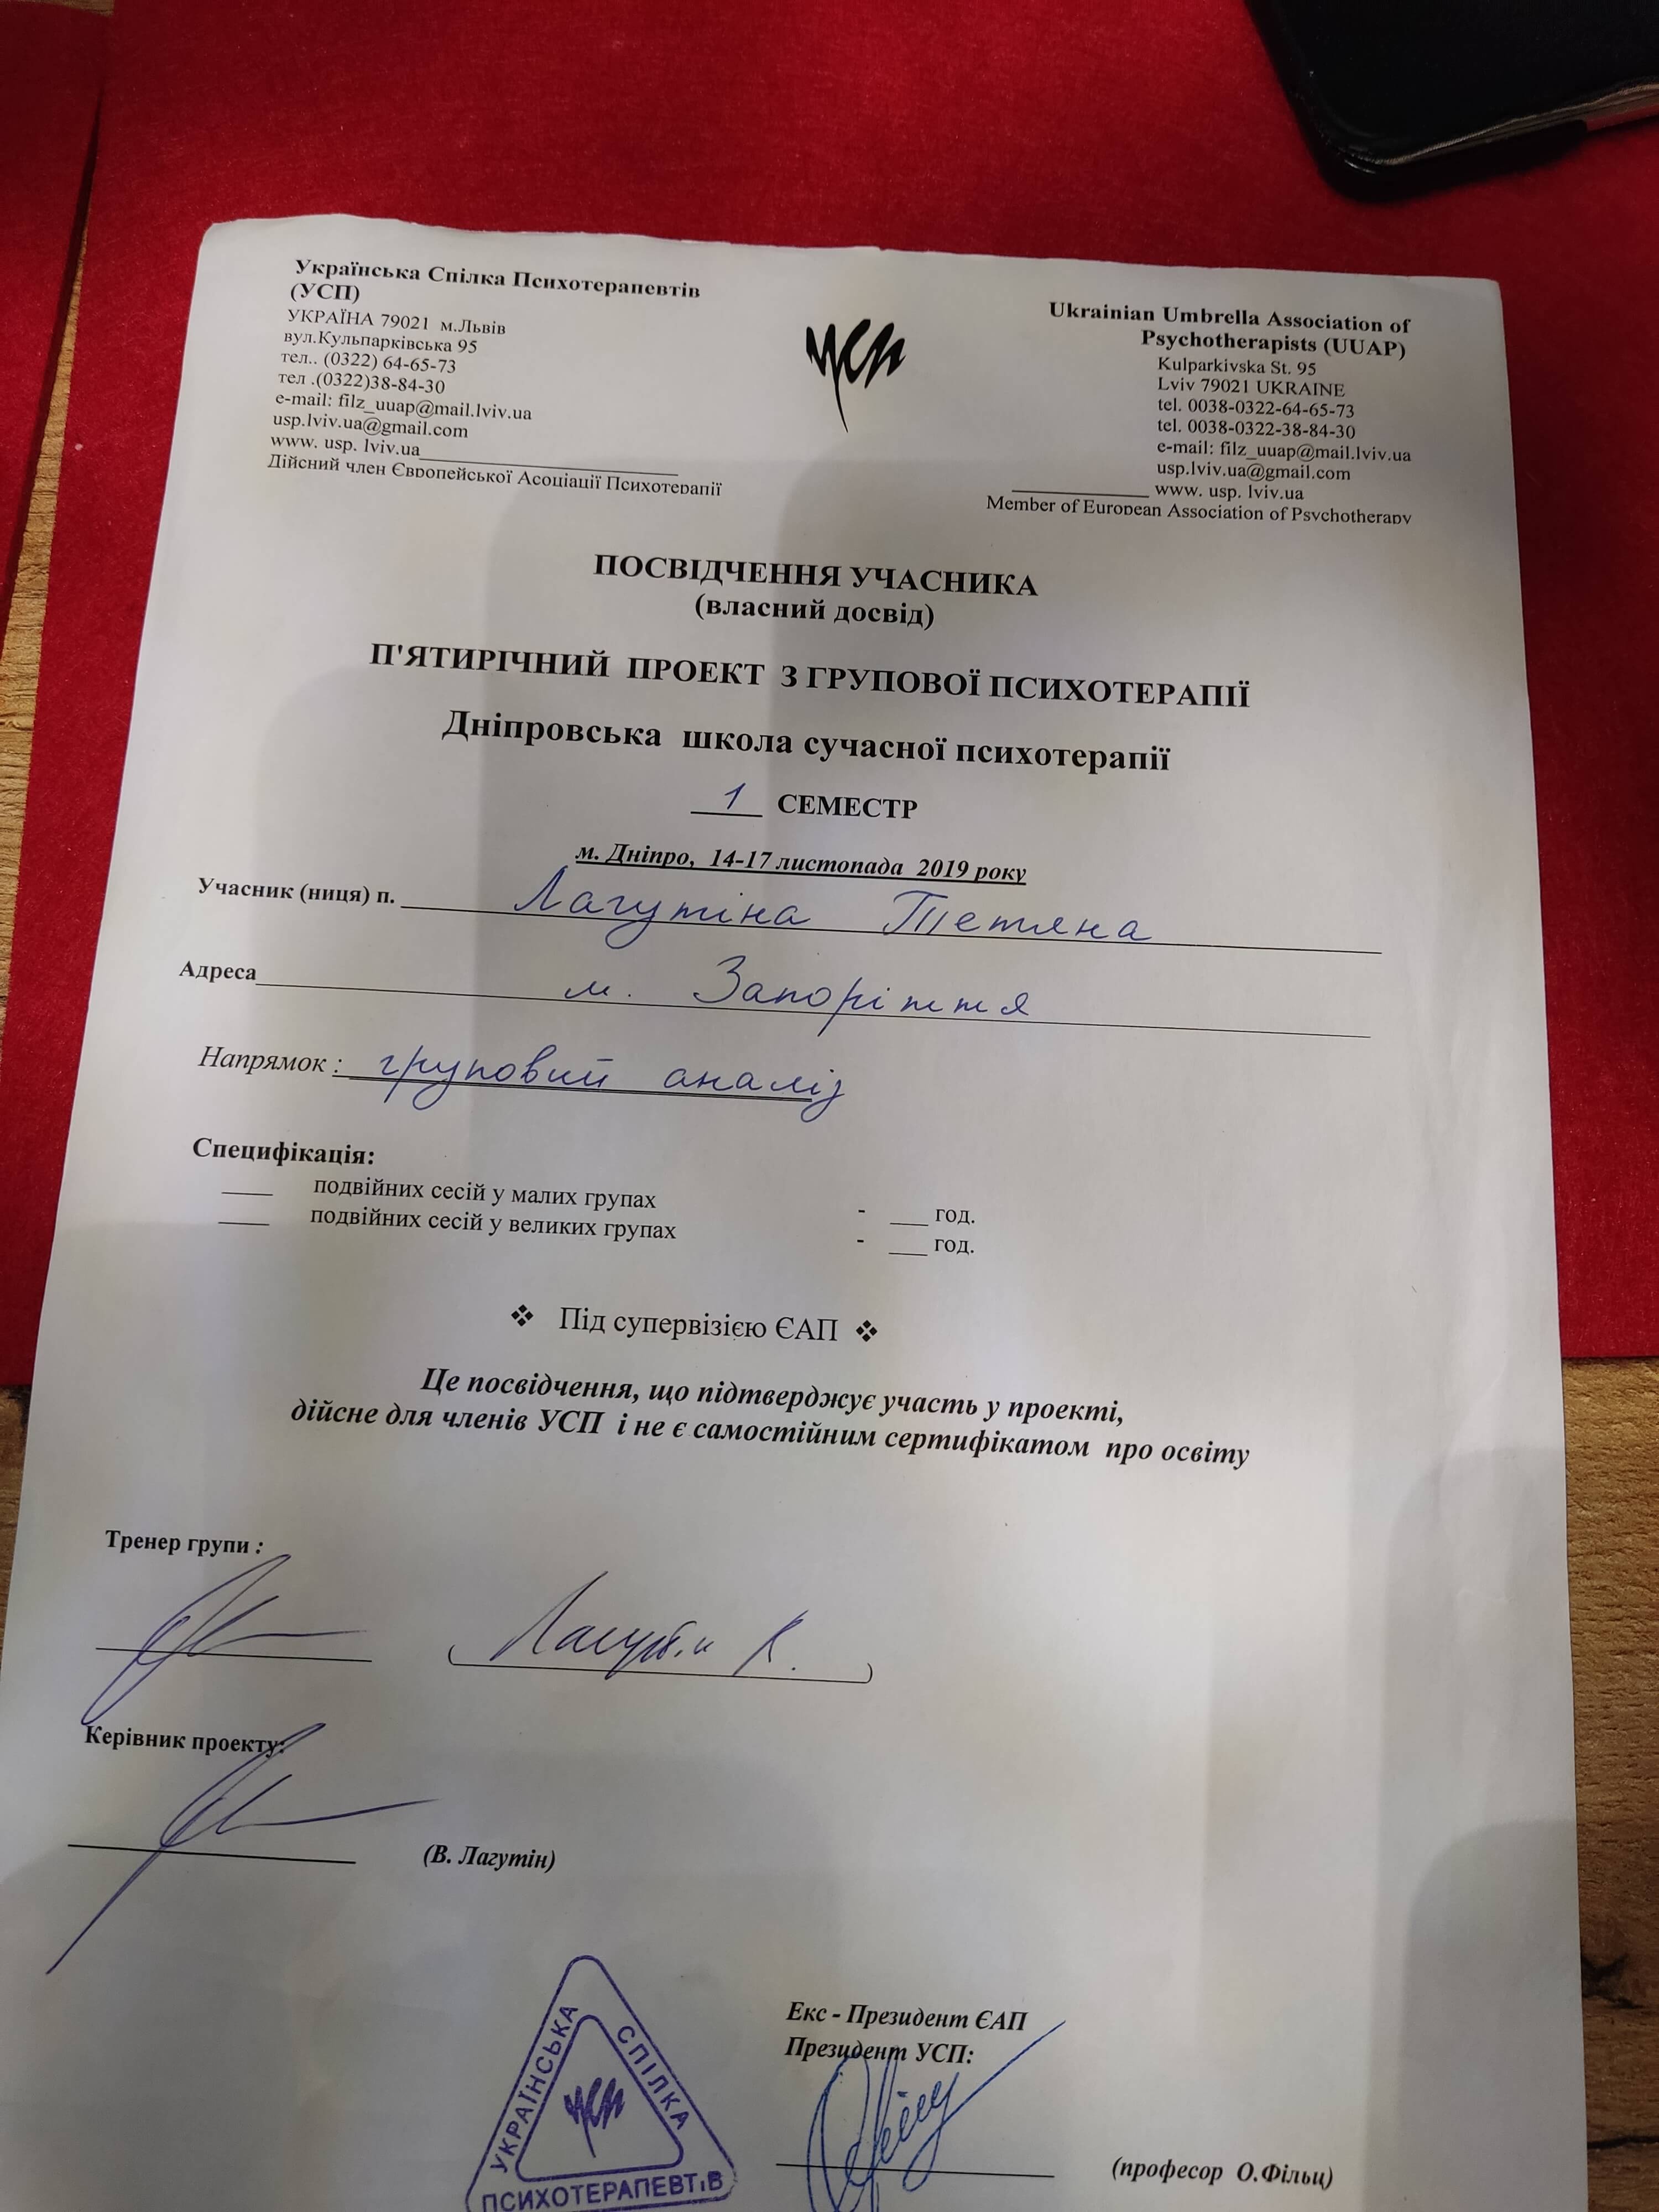 Українська Спілка Психотерапевтів
(УСП)
УКРАЇНА 79021 м.Львів
вул.Кульпарківська 95
тел.. (0322) 64-65-73
тел .(0322)38-84-30
e-mail: filz_uuap@mail.lviv.ua
usp.lviv.ua@gmail.com
www. usp. lviv.ua
Дійсний член Європейської Асоціації Психотерапії
усп
Ukrainian Umbrella Association of
Psychotherapists (UUAP)
Kulparkivska St. 95
Lviv 79021 UKRAINE
tel. 0038-0322-64-65-73
tel. 0038-0322-38-84-30
e-mail: filz_uuap@mail.lviv.ua
usp.lviv.ua@gmail.com
www. usp. lviv.ua
Member of European Association of Psychotherapy
ПОСВІДЧЕННЯ УЧАСНИКА
(власний досвід)
П'ЯТИРІЧНИЙ ПРОЕКТ З ГРУПОВОЇ ПСИХОТЕРАПІЇ
Дніпровська школа сучасної психотерапії
1 СЕМЕСТР
м. Дніпро, 14-17 листопада 2019 року
Учасник (ниця) п. Лагутіна Тетяна
Адреса м. Запоріття
Напрямок : груповий аналіз
Специфікація:
____ подвійних сесій у малих групах - ___ год.
____ подвійних сесій у великих групах - ___ год.
❖ Під супервізією ЄАП ❖
Це посвідчення, що підтверджує участь у проекті,
дійсне для членів УСП і не є самостійним сертифікатом про освіту
Тренер групи :
(Лагутін В.)
Керівник проекту:
(В. Лагутін)
Екс - Президент ЄАП
Президент УСП:
(професор О.Фільц)
УКРАЇНСЬКА СПІЛКА
усп
ПСИХОТЕРАПЕВТІВ